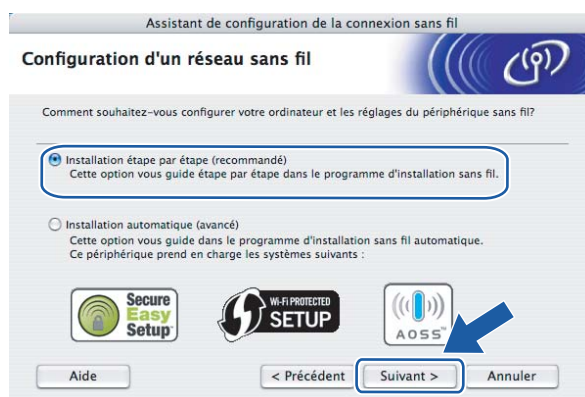 Assistant de configuration de la connexion sans fil
Configuration d'un réseau sans fil
Comment souhaitez-vous configurer votre ordinateur et les réglages du périphérique sans fil?
Installation étape par étape (recommandé)
Cette option vous guide étape par étape dans le programme d'installation sans fil.
Installation automatique (avancé)
Cette option vous guide dans le programme d'installation sans fil automatique.
Ce périphérique prend en charge les systèmes suivants :
Secure
Easy
Setup™
Wi-Fi PROTECTED
SETUP
AOSS™
Aide
< Précédent
Suivant >
Annuler